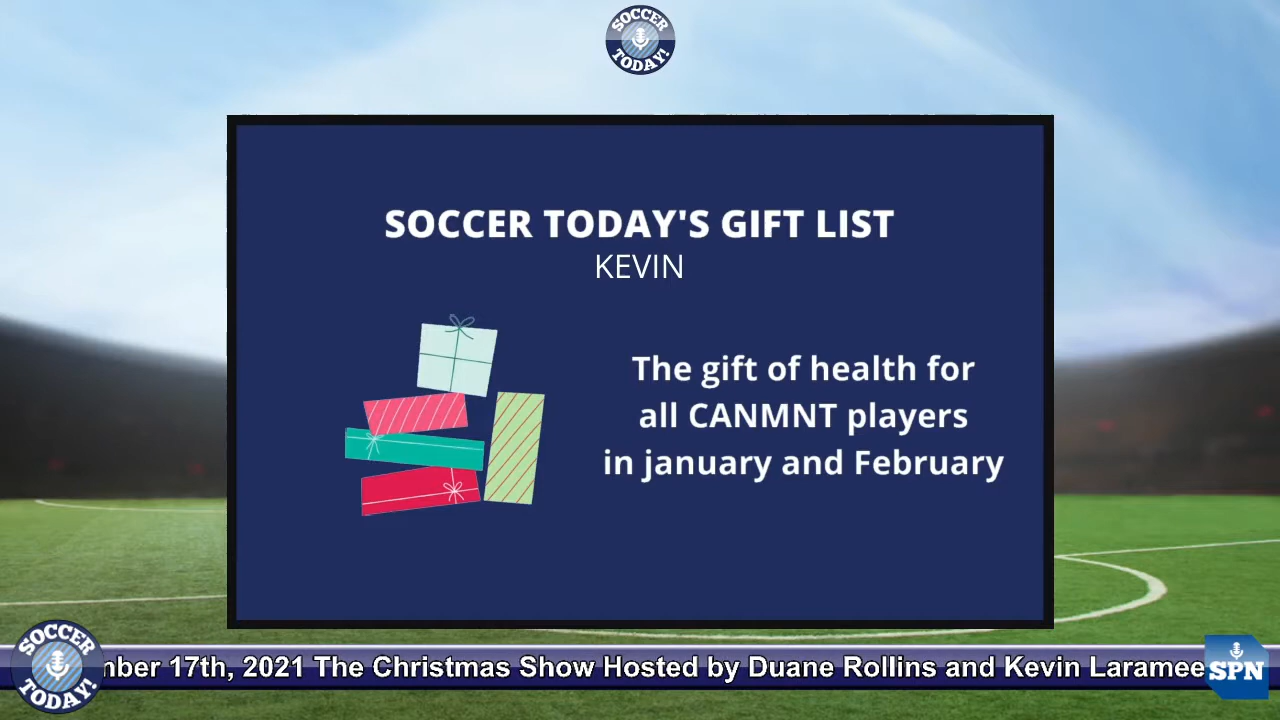 SOCCER
TODAY!
SOCCER TODAY'S GIFT LIST
KEVIN
The gift of health for
all CANMNT players
in january and February
SOCCER
TODAY!
mber 17th, 2021 The Christmas Show Hosted by Duane Rollins and Kevin Laramee
SPN